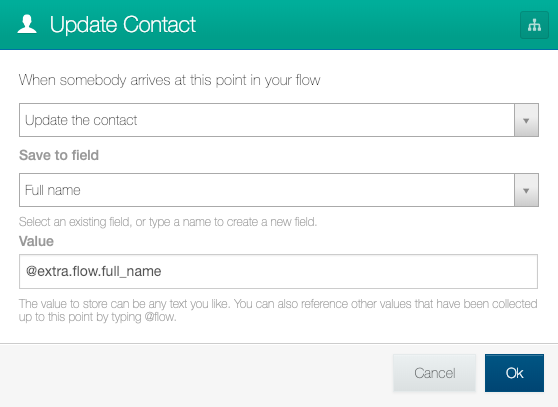 Update Contact
When somebody arrives at this point in your flow
Update the contact
Save to field
Full name
Select an existing field, or type a name to create a new field.
Value
@extra.flow.full_name
The value to store can be any text you like. You can also reference other values that have been collected
up to this point by typing @flow.
Cancel
Ok